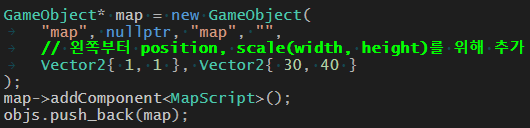 GameObject* map = new GameObject(
"map", nullptr, "map", "",
// 왼쪽부터 position, scale(width, height)를 위해 추가
Vector2{ 1, 1 }, Vector2{ 30, 40 }
);
map->addComponent<MapScript>();
objs.push_back(map);